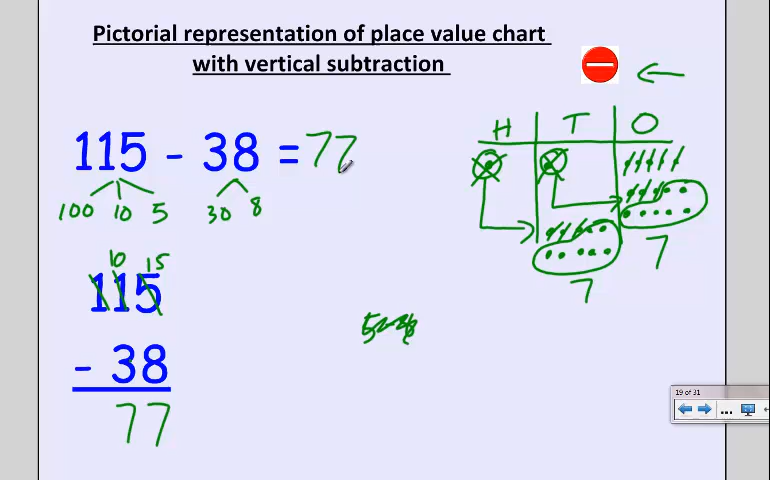 Pictorial representation of place value chart
with vertical subtraction
115 - 38 = 77
100 10 5 30 8
10 15
115
- 38
77
H T O
7
7
19 of 31